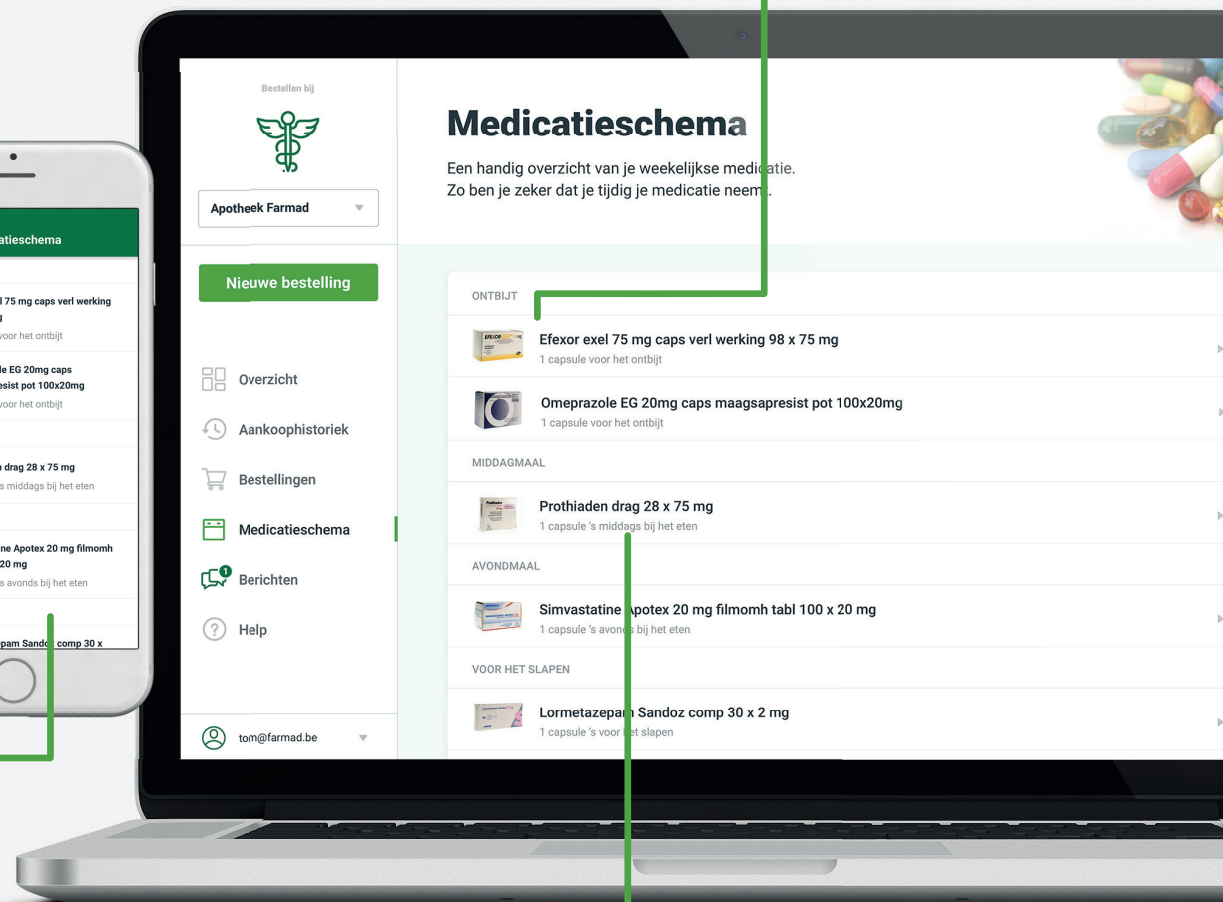 atieschema
l 75 mg caps verl werking
voor het ontbijt
le EG 20mg caps
esist pot 100x20mg
voor het ontbijt
drag 28 x 75 mg
s middags bij het eten
ne Apotex 20 mg filmomh
20 mg
s avonds bij het eten
epam Sandoz comp 30 x
Bestellen bij
Apotheek Farmad
Nieuwe bestelling
Overzicht
Aankoophistoriek
Bestellingen
Medicatieschema
1
Berichten
? Help
tom@farmad.be
Medicatieschema
Een handig overzicht van je weekelijkse medicatie.
Zo ben je zeker dat je tijdig je medicatie neemt.
ONTBIJT
EFEXOR
Efexor exel 75 mg caps verl werking 98 x 75 mg
1 capsule voor het ontbijt
Omeprazole EG 20mg caps maagsapresist pot 100x20mg
1 capsule voor het ontbijt
MIDDAGMAAL
Prothiaden
Prothiaden drag 28 x 75 mg
1 capsule 's middags bij het eten
AVONDMAAL
Simvastatine Apotex 20 mg filmomh tabl 100 x 20 mg
1 capsule 's avonds bij het eten
VOOR HET SLAPEN
Lormetazepam Sandoz comp 30 x 2 mg
1 capsule 's voor het slapen